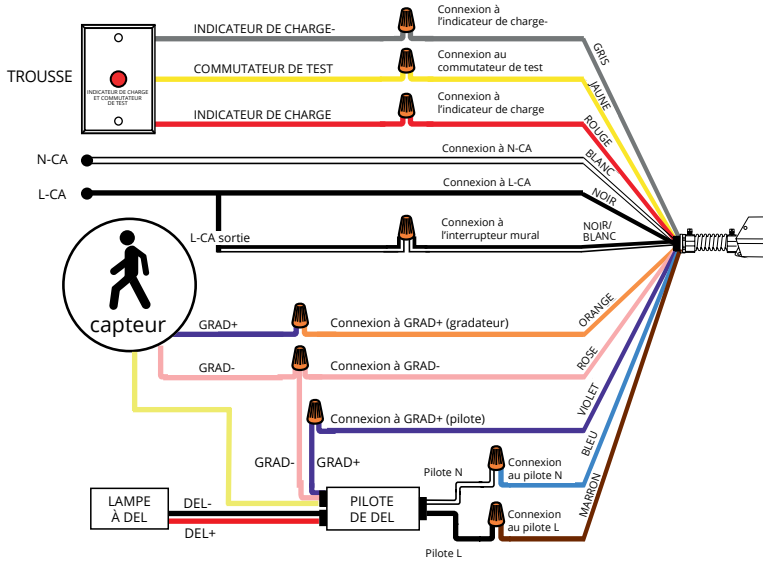 INDICATEUR DE CHARGE-
Connexion à
l'indicateur de charge-
GRIS
TROUSSE
INDICATEUR DE CHARGE
ET COMMUTATEUR
DE TEST
COMMUTATEUR DE TEST
Connexion au
commutateur de test
JAUNE
INDICATEUR DE CHARGE
Connexion à
l'indicateur de charge
ROUGE
N-CA
Connexion à N-CA
BLANC
L-CA
Connexion à L-CA
NOIR
L-CA sortie
Connexion à
l'interrupteur mural
NOIR/
BLANC
capteur
GRAD+
Connexion à GRAD+ (gradateur)
ORANGE
GRAD-
Connexion à GRAD-
ROSE
Connexion à GRAD+ (pilote)
VIOLET
GRAD-
GRAD+
Pilote N
Connexion
au pilote N
BLEU
LAMPE
À DEL
DEL-
DEL+
PILOTE
DE DEL
Pilote L
Connexion
au pilote L
MARRON